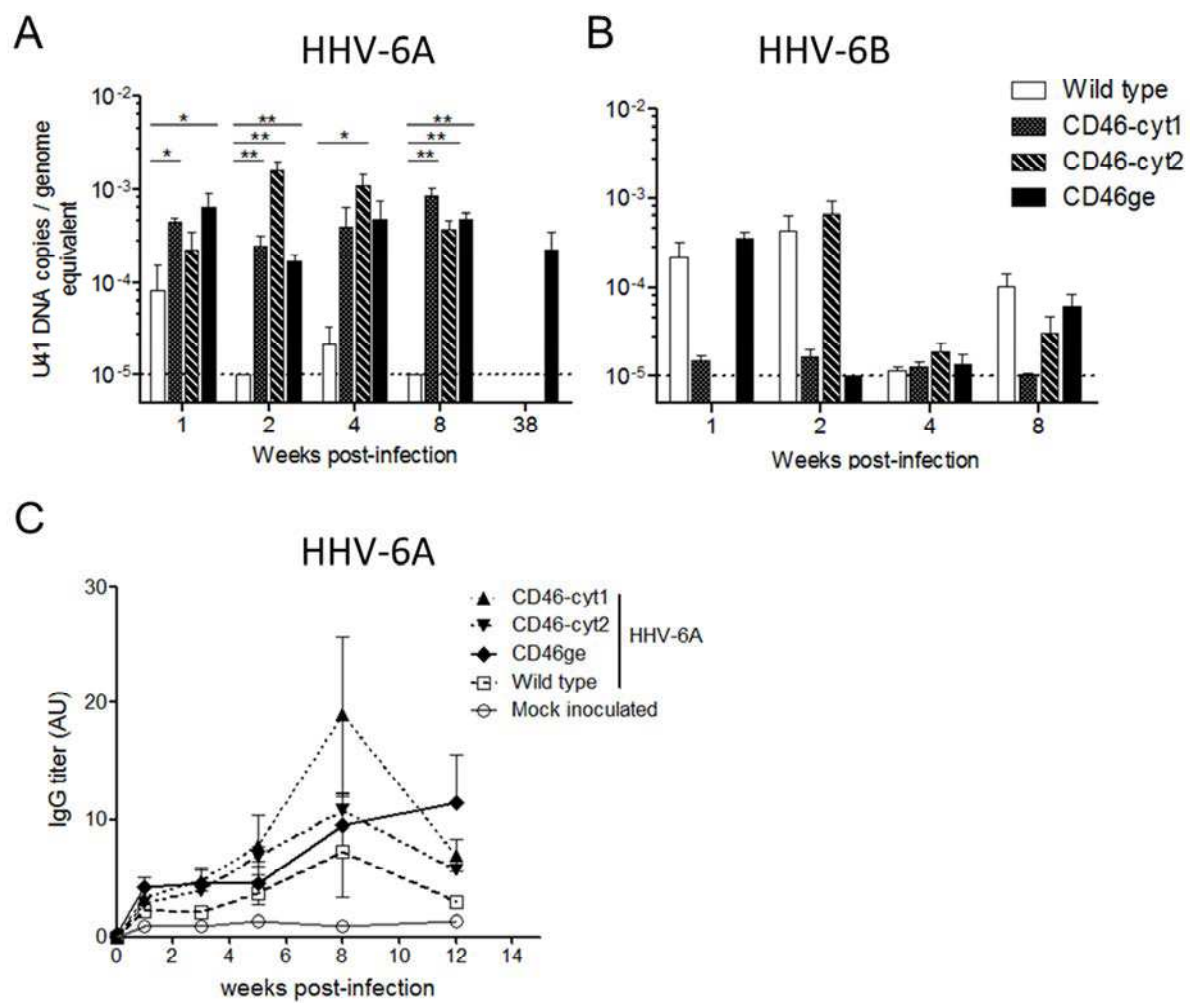 A
HHV-6A
U41 DNA copies / genome
equivalent
10-2
10-3
10-4
10-5
*
*
**
**
**
*
**
**
**
1 2 4 8 38
Weeks post-infection
B
HHV-6B
10-2
10-3
10-4
10-5
Wild type
CD46-cyt1
CD46-cyt2
CD46ge
1 2 4 8
Weeks post-infection
C
HHV-6A
IgG titer (AU)
30
20
10
0
CD46-cyt1
CD46-cyt2
CD46ge
Wild type
HHV-6A
Mock inoculated
0 2 4 6 8 10 12 14
weeks post-infection